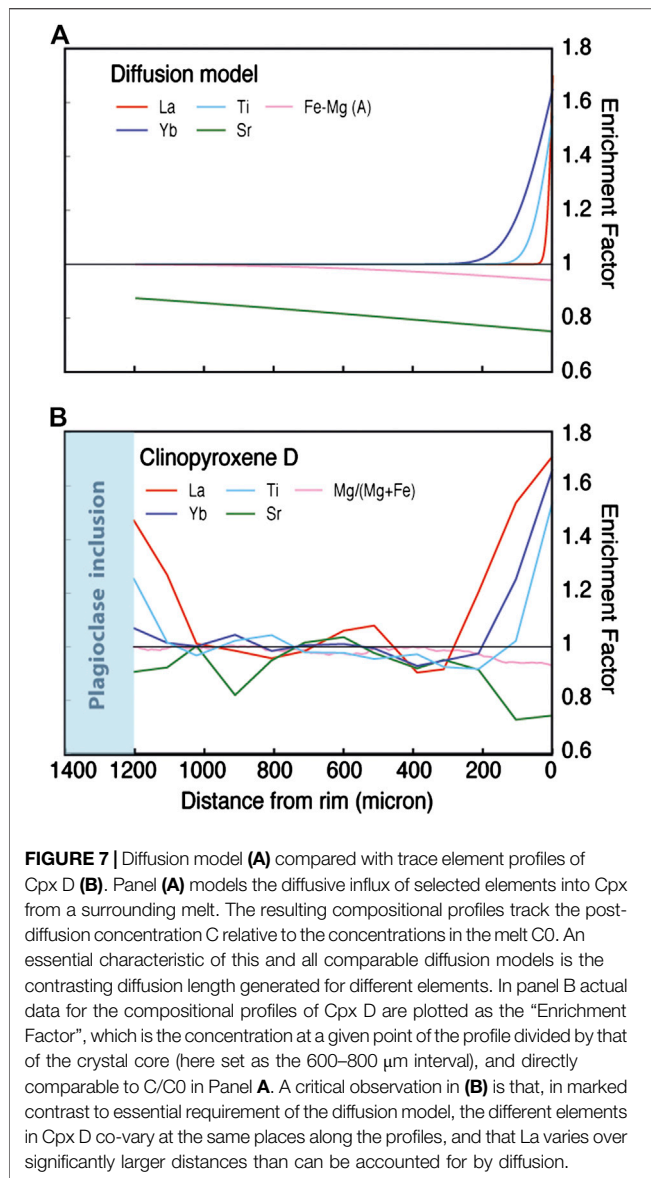 A
Diffusion model
La Ti Fe-Mg (A)
Yb Sr
1.8
1.6
1.4
1.2
1
0.8
0.6
Enrichment Factor
B
Clinopyroxene D
La Ti Mg/(Mg+Fe)
Yb Sr
Plagioclase inclusion
1.8
1.6
1.4
1.2
1
0.8
0.6
Enrichment Factor
1400 1200 1000 800 600 400 200 0
Distance from rim (micron)
FIGURE 7 | Diffusion model (A) compared with trace element profiles of
Cpx D (B). Panel (A) models the diffusive influx of selected elements into Cpx
from a surrounding melt. The resulting compositional profiles track the post-
diffusion concentration C relative to the concentrations in the melt C0. An
essential characteristic of this and all comparable diffusion models is the
contrasting diffusion length generated for different elements. In panel B actual
data for the compositional profiles of Cpx D are plotted as the “Enrichment
Factor”, which is the concentration at a given point of the profile divided by that
of the crystal core (here set as the 600–800 μm interval), and directly
comparable to C/C0 in Panel A. A critical observation in (B) is that, in marked
contrast to essential requirement of the diffusion model, the different elements
in Cpx D co-vary at the same places along the profiles, and that La varies over
significantly larger distances than can be accounted for by diffusion.